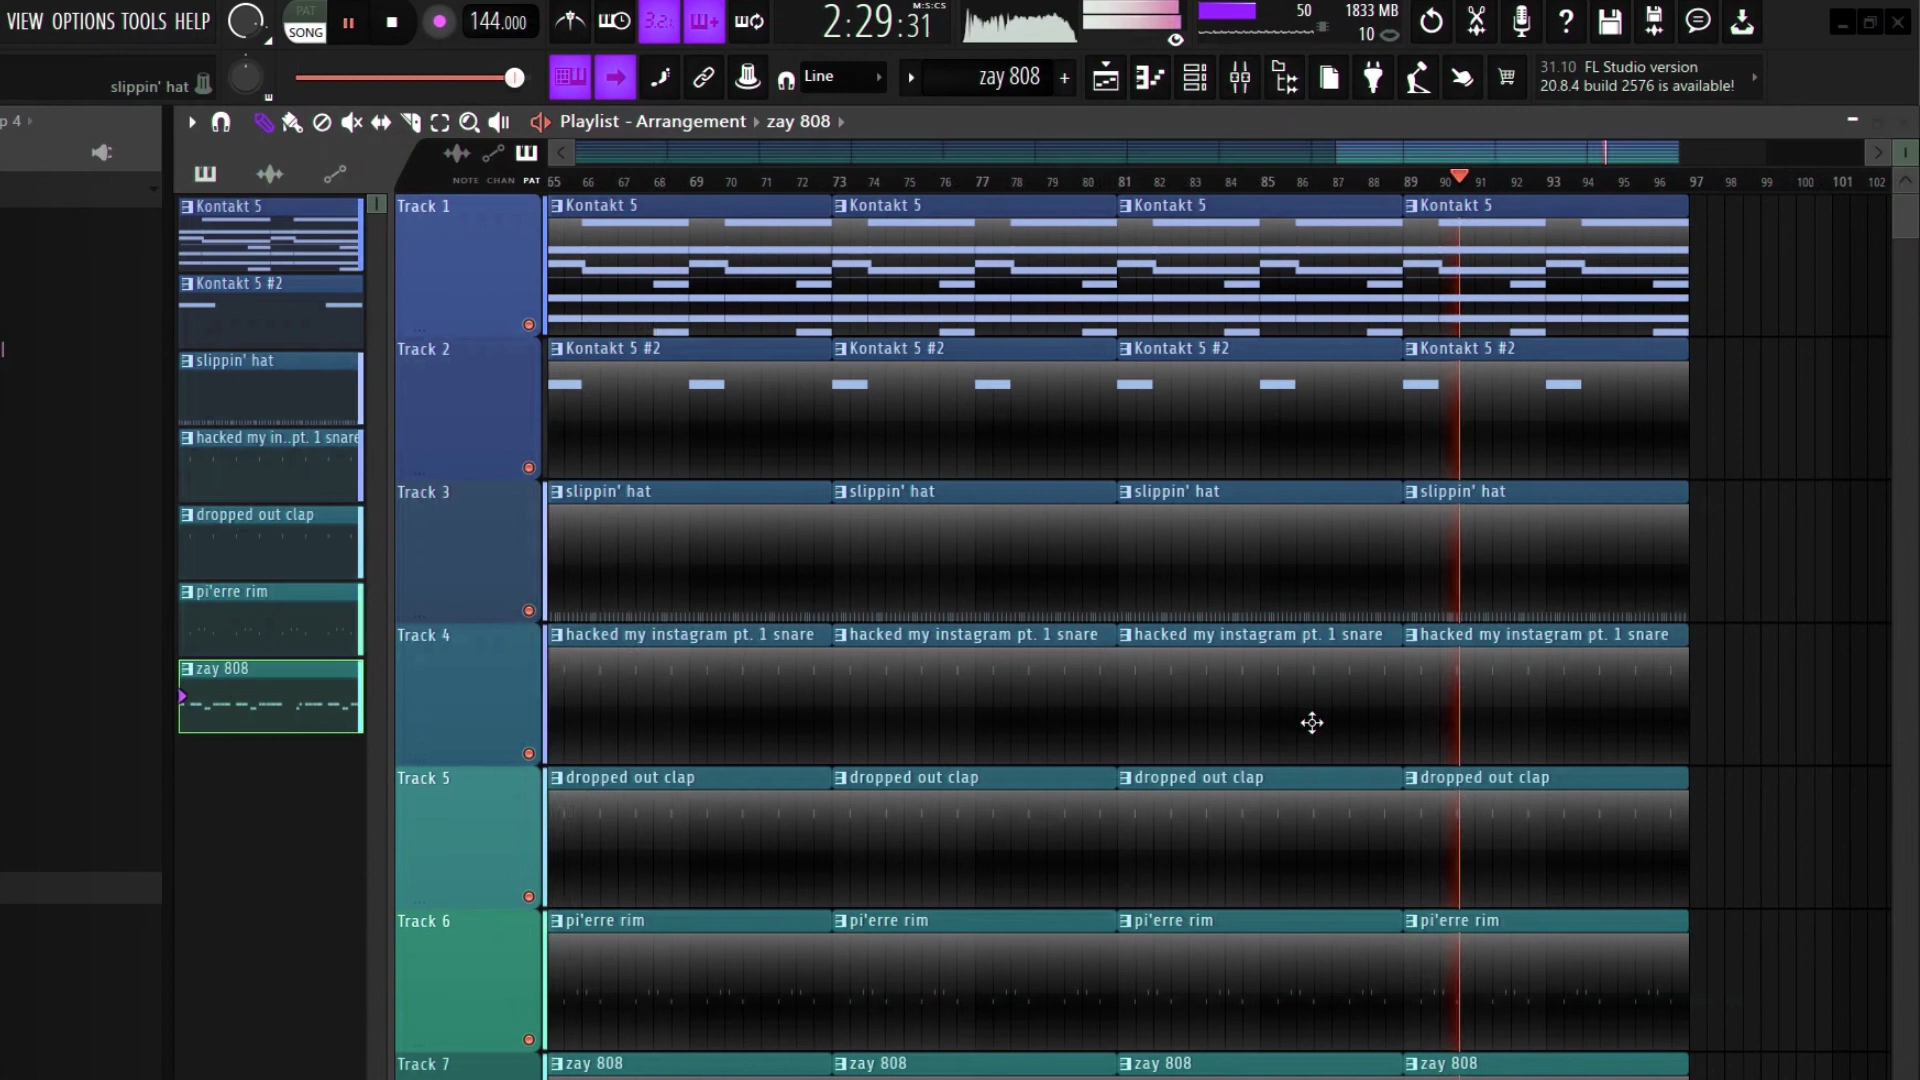 VIEW OPTIONS TOOLS HELP
PAT
SONG
144.000
3.2.
2:29:31
M:S:CS
50
1833 MB
10
slippin' hat
Line
zay 808
31.10 FL Studio version
20.8.4 build 2576 is available!
p 4
Playlist - Arrangement
zay 808
NOTE CHAN PAT
65 66 67 68 69 70 71 72 73 74 75 76 77 78 79 80 81 82 83 84 85 86 87 88 89 90 91 92 93 94 95 96 97 98 99 100 101 102
Kontakt 5
Kontakt 5 #2
slippin' hat
hacked my in..pt. 1 snare
dropped out clap
pi'erre rim
zay 808
Track 1
Kontakt 5 Kontakt 5 Kontakt 5 Kontakt 5
Track 2
Kontakt 5 #2 Kontakt 5 #2 Kontakt 5 #2 Kontakt 5 #2
Track 3
slippin' hat slippin' hat slippin' hat slippin' hat
Track 4
hacked my instagram pt. 1 snare hacked my instagram pt. 1 snare hacked my instagram pt. 1 snare hacked my instagram pt. 1 snare
Track 5
dropped out clap dropped out clap dropped out clap dropped out clap
Track 6
pi'erre rim pi'erre rim pi'erre rim pi'erre rim
Track 7
zay 808 zay 808 zay 808 zay 808